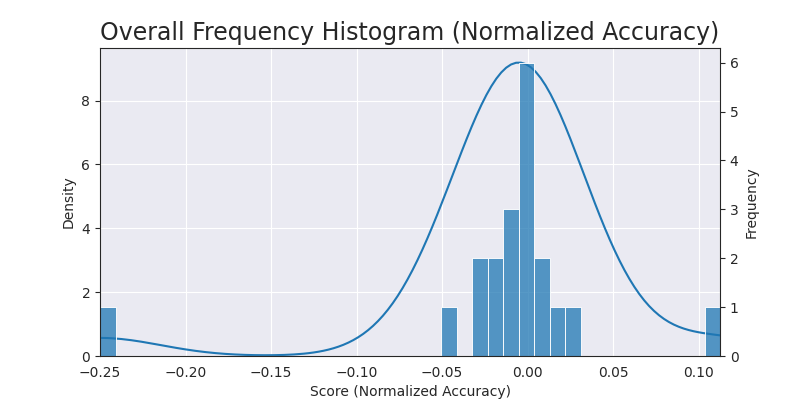 Overall Frequency Histogram (Normalized Accuracy)
8
6
4
2
0
Density
6
5
4
3
2
1
0
Frequency
−0.25 −0.20 −0.15 −0.10 −0.05 0.00 0.05 0.10
Score (Normalized Accuracy)